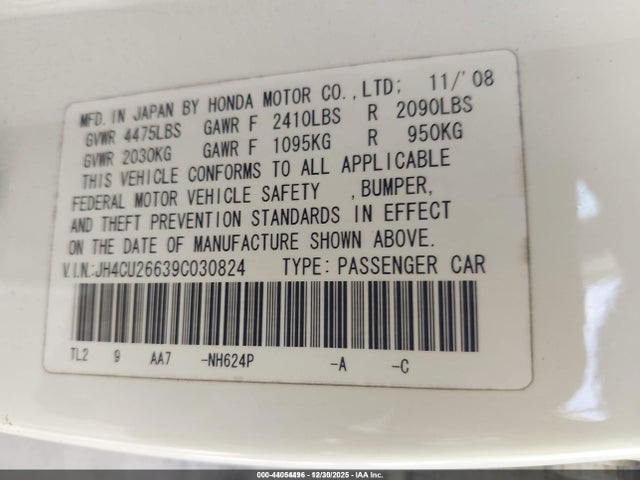 MFD. IN JAPAN BY HONDA MOTOR CO., LTD; 11/'08
GVWR 4475LBS GAWR F 2410LBS R 2090LBS
GVWR 2030KG GAWR F 1095KG R 950KG
THIS VEHICLE CONFORMS TO ALL APPLICABLE
FEDERAL MOTOR VEHICLE SAFETY ,BUMPER,
AND THEFT PREVENTION STANDARDS IN EFFECT
ON THE DATE OF MANUFACTURE SHOWN ABOVE.
V.I.N.:JH4CU26639C030824 TYPE: PASSENGER CAR
TL2 9 AA7 -NH624P -A -C
000-44054496 - 12/30/2025 - IAA Inc.